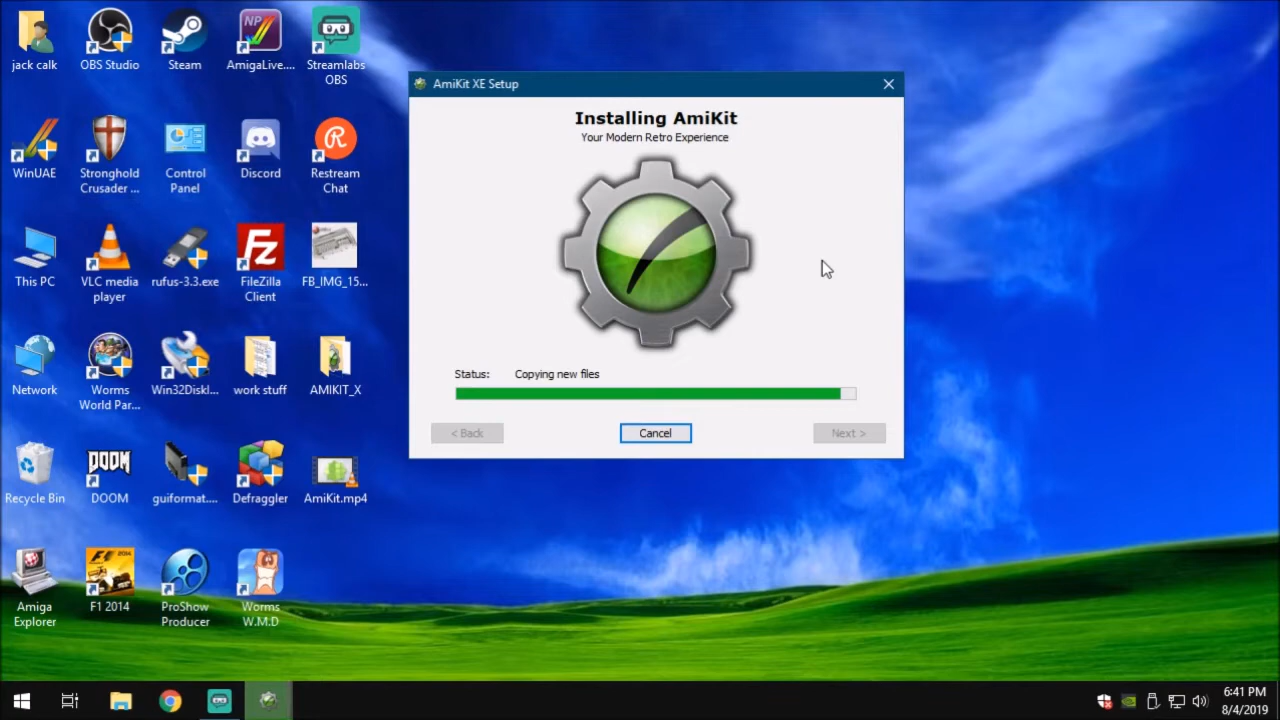 jack calk
OBS Studio
Steam
AmigaLive....
Streamlabs
OBS
WinUAE
Stronghold
Crusader ...
Control
Panel
Discord
Restream
Chat
This PC
VLC media
player
rufus-3.3.exe
FileZilla
Client
FB_IMG_15...
Network
Worms
World Par...
Win32Diskl...
work stuff
AMIKIT_X
Recycle Bin
DOOM
DOOM
guiformat....
Defraggler
AmiKit.mp4
Amiga
Explorer
F1 2014
ProShow
Producer
Worms
W.M.D
NP
AmiKit XE Setup
Installing AmiKit
Your Modern Retro Experience
Status: Copying new files
< Back
Cancel
Next >
6:41 PM
8/4/2019